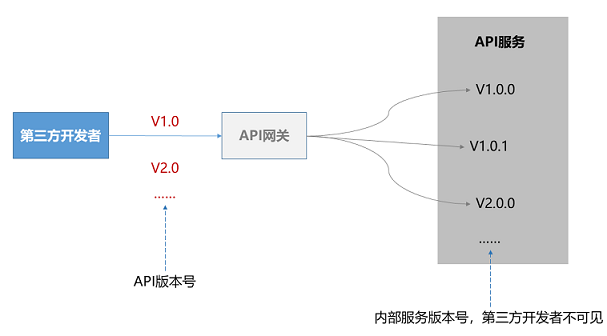 API服务
V1.0.0
V1.0
第三方开发者
API网关
V1.0.1
V2.0
V2.0.0
......
......
API版本号
内部服务版本号，第三方开发者不可见